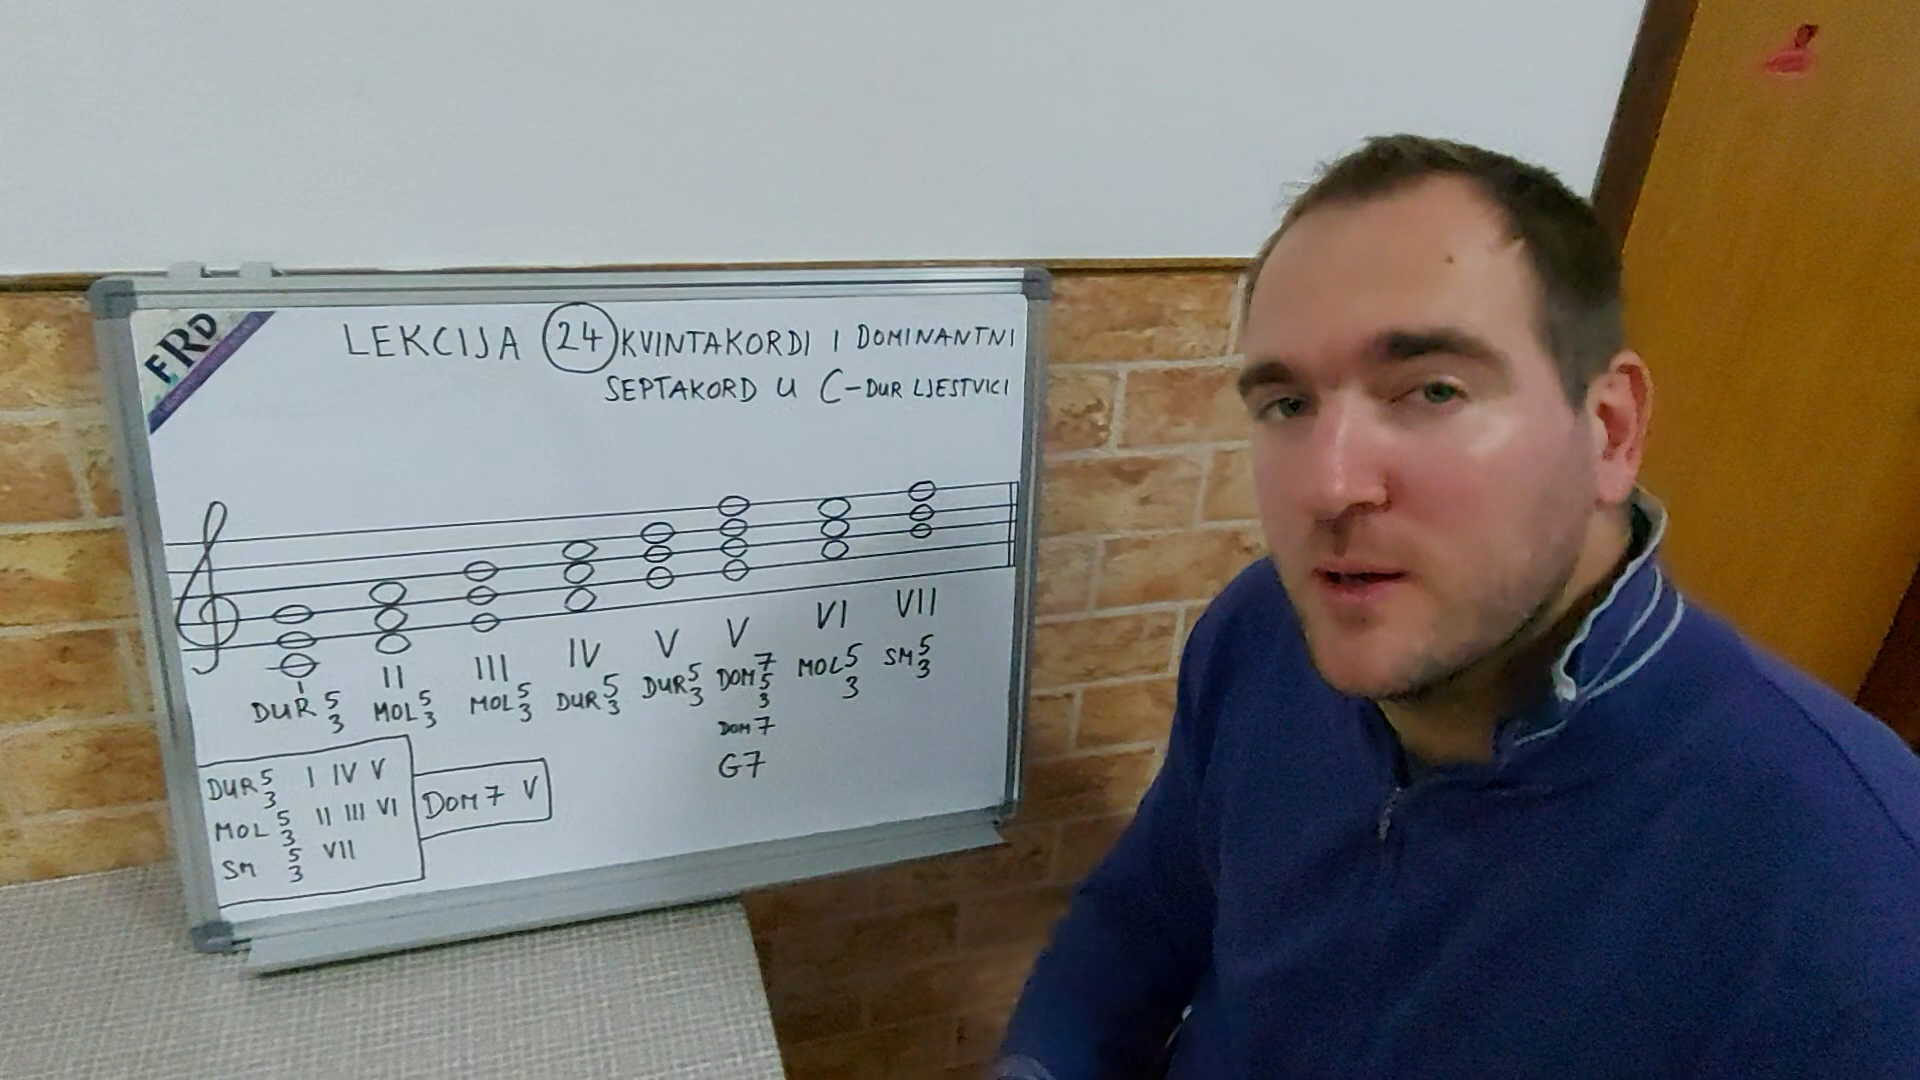 FRD
LEKCIJA 24 KVINTAKORDI I DOMINANTNI
SEPTAKORD U C-DUR LJESTVICI
I II III IV V V VI VII
DUR 5 3 MOL 5 3 MOL 5 3 DUR 5 3 DUR 5 3 DOM 7 5 3 MOL 5 3 SM 5 3
DOM 7
G7
DUR 5 3 I IV V
MOL 5 3 II III VI
SM 5 3 VII
DOM 7 V